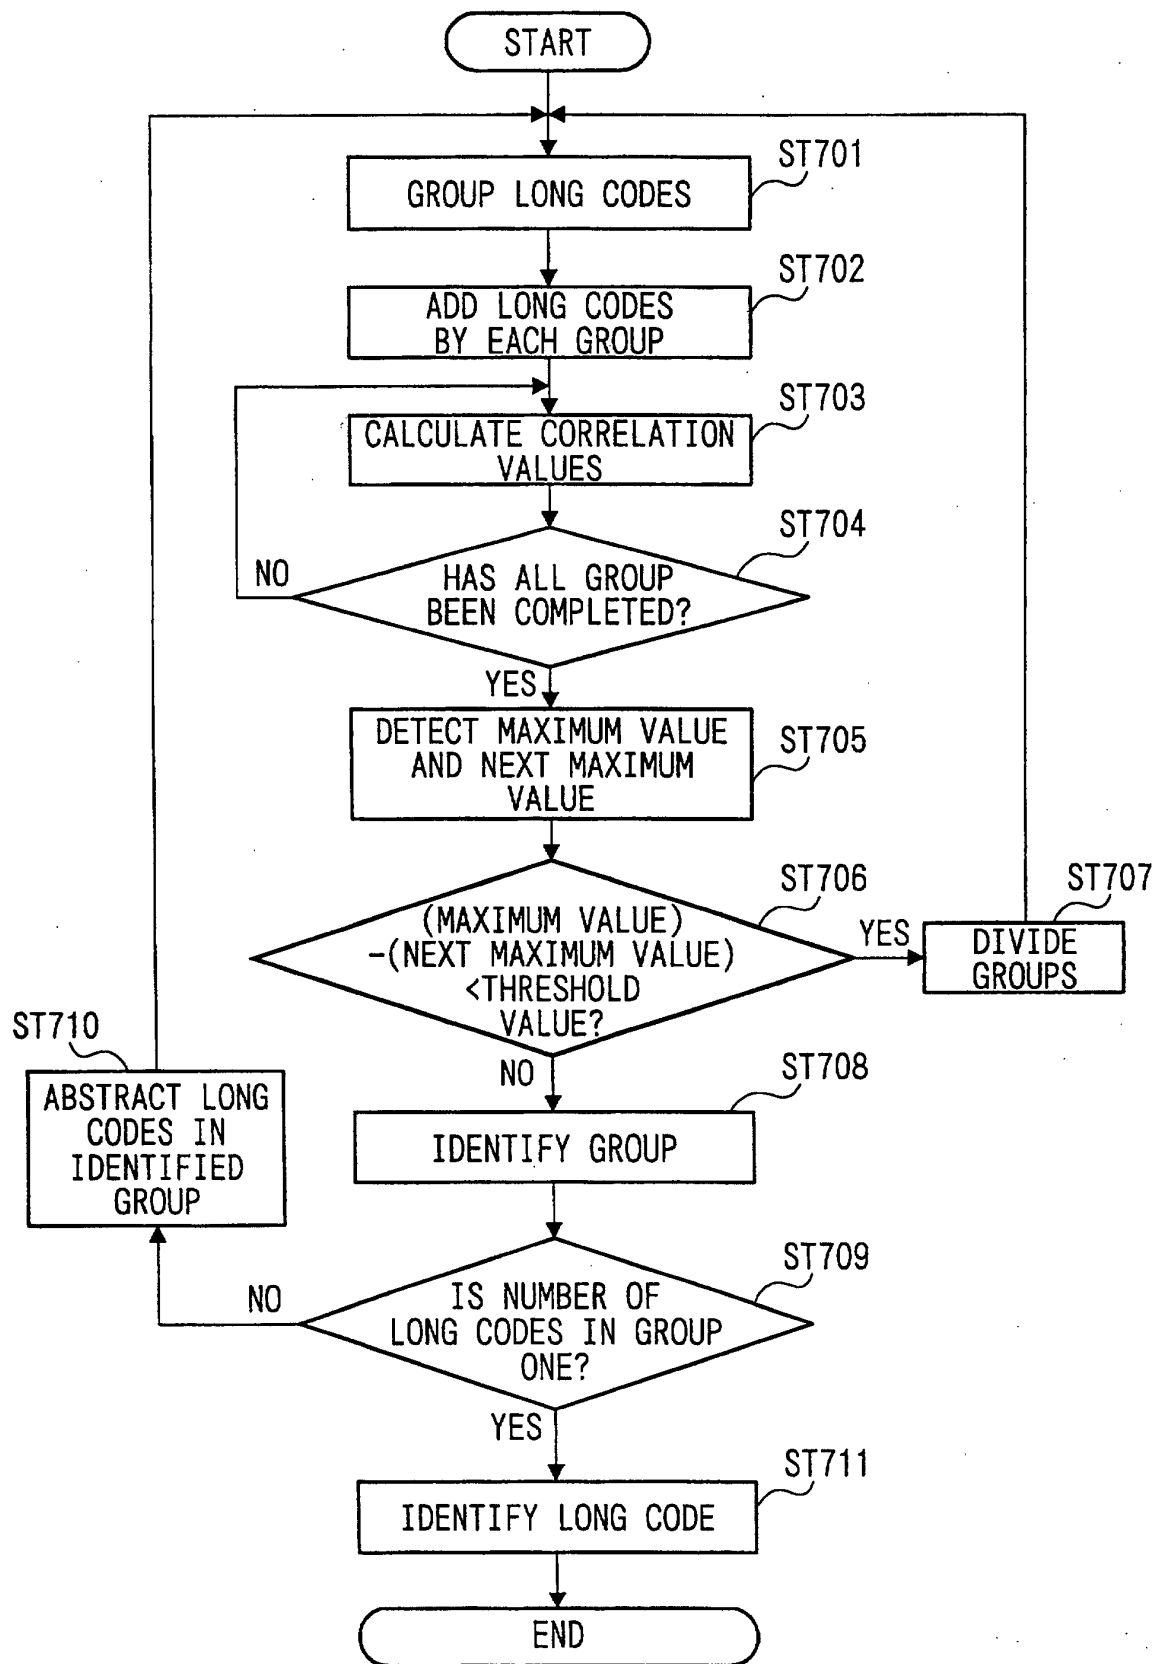 START
ST701
GROUP LONG CODES
ST702
ADD LONG CODES
BY EACH GROUP
ST703
CALCULATE CORRELATION
VALUES
ST704
NO
HAS ALL GROUP
BEEN COMPLETED?
YES
DETECT MAXIMUM VALUE
AND NEXT MAXIMUM
VALUE
ST705
ST706
ST707
(MAXIMUM VALUE)
-(NEXT MAXIMUM VALUE)
<THRESHOLD
VALUE?
YES
DIVIDE
GROUPS
ST710
NO
ST708
ABSTRACT LONG
CODES IN
IDENTIFIED
GROUP
IDENTIFY GROUP
ST709
NO
IS NUMBER OF
LONG CODES IN GROUP
ONE?
YES
ST711
IDENTIFY LONG CODE
END